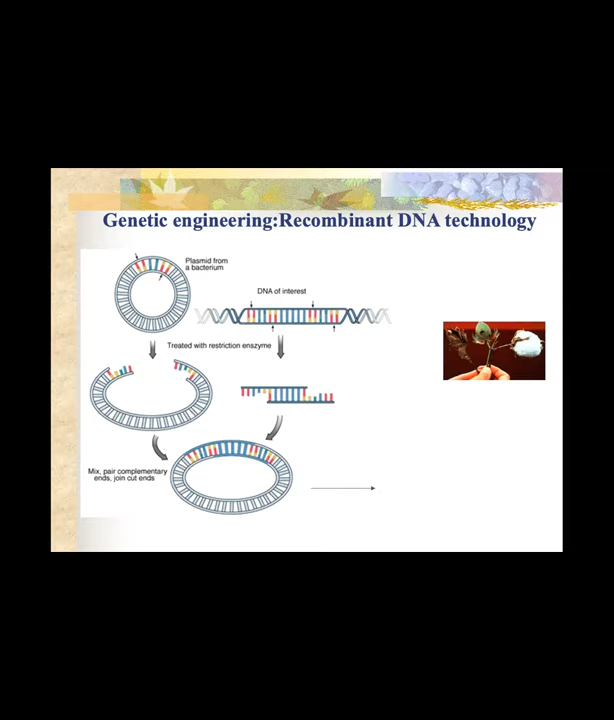 Genetic engineering:Recombinant DNA technology
Plasmid from
a bacterium
DNA of interest
Treated with restriction enszyme
Mix, pair complementary
ends, join cut ends